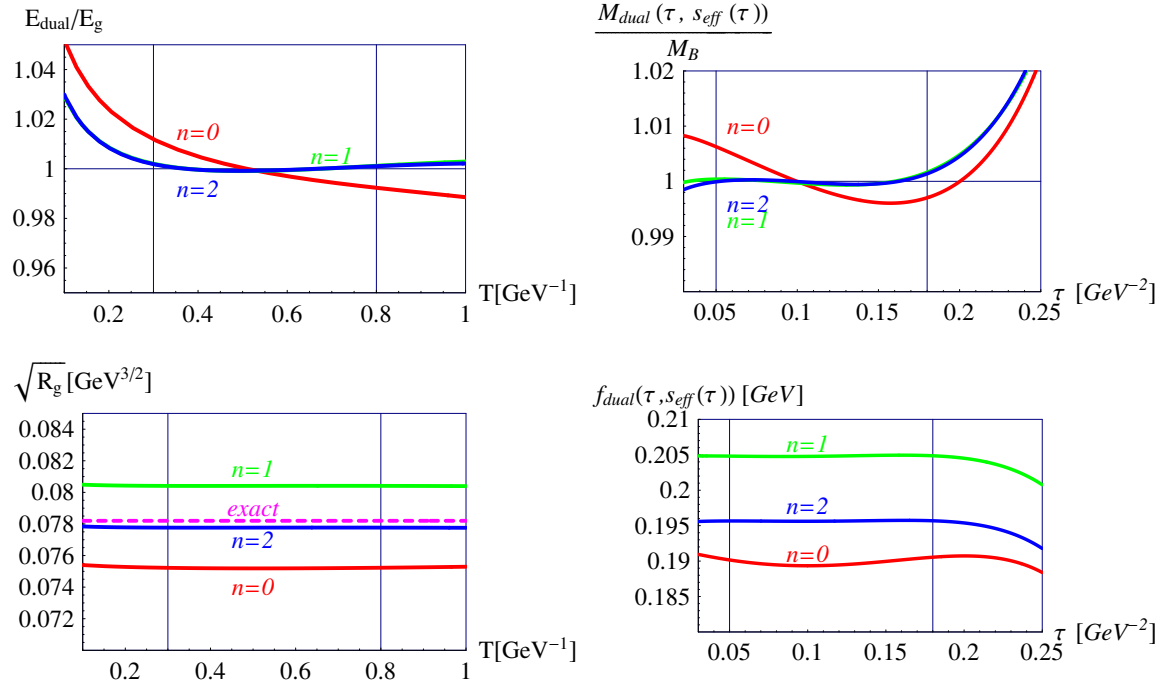 E_dual/E_g
1.04
1.02
1
0.98
0.96
n=0
n=1
n=2
0.2 0.4 0.6 0.8 1
T[GeV⁻¹]
M_dual (τ, s_eff (τ))
M_B
1.02
1.01
1
0.99
n=0
n=2
n=1
0.05 0.1 0.15 0.2 0.25
τ [GeV⁻²]
√R_g [GeV^3/2]
0.084
0.082
0.08
0.078
0.076
0.074
0.072
n=1
exact
n=2
n=0
0.2 0.4 0.6 0.8 1
T[GeV⁻¹]
f_dual(τ,s_eff(τ)) [GeV]
0.21
0.205
0.2
0.195
0.19
0.185
n=1
n=2
n=0
0.05 0.1 0.15 0.2 0.25
τ [GeV⁻²]